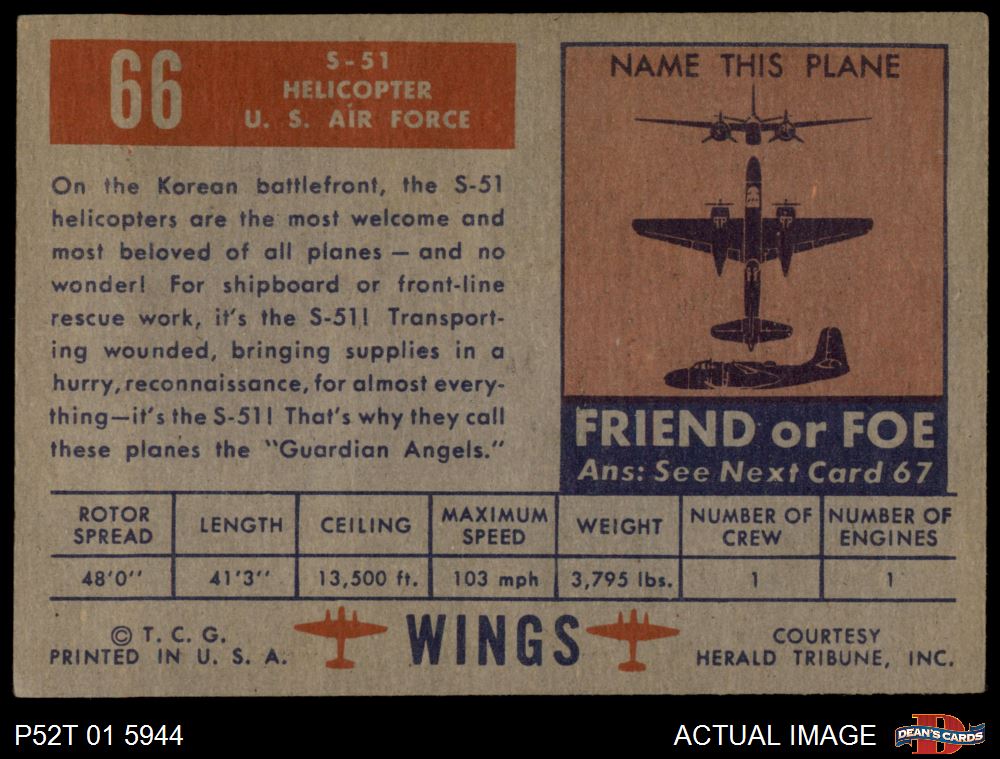 66
S-51
HELICOPTER
U. S. AIR FORCE
On the Korean battlefront, the S-51
helicopters are the most welcome and
most beloved of all planes — and no
wonder! For shipboard or front-line
rescue work, it's the S-51! Transport-
ing wounded, bringing supplies in a
hurry, reconnaissance, for almost every-
thing—it's the S-51! That's why they call
these planes the "Guardian Angels."
NAME THIS PLANE
FRIEND or FOE
Ans: See Next Card 67
ROTOR SPREAD LENGTH CEILING MAXIMUM SPEED WEIGHT NUMBER OF CREW NUMBER OF ENGINES
48'0'' 41'3'' 13,500 ft. 103 mph 3,795 lbs. 1 1
© T. C. G.
PRINTED IN U. S. A.
WINGS
COURTESY
HERALD TRIBUNE, INC.
P52T 01 5944
ACTUAL IMAGE
D
DEAN'S CARDS